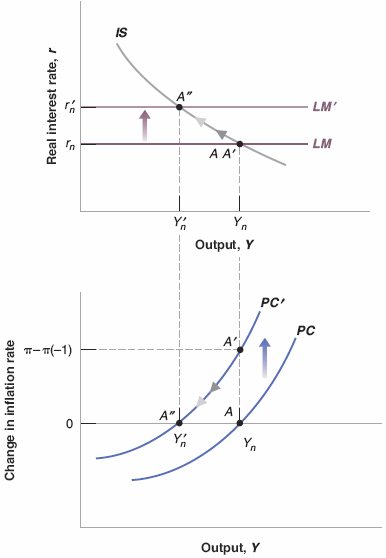 IS
Real interest rate, r
r′n
A″
LM′
rn
A A′
LM
Y′n
Yn
Output, Y
PC′
PC
Change in inflation rate
π–π(–1)
A′
0
A″
A
Y′n
Yn
Output, Y